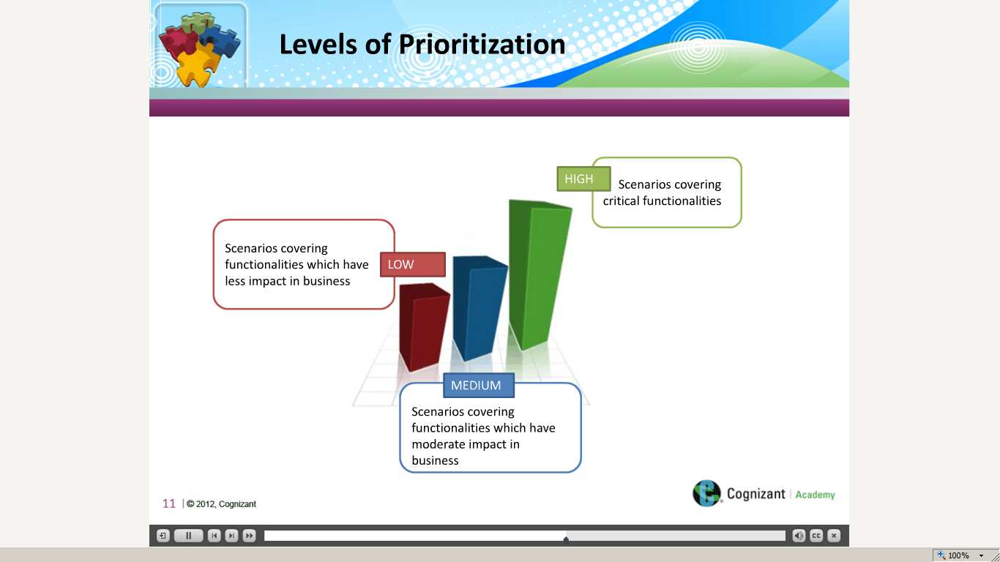 Levels of Prioritization
HIGH
Scenarios covering
critical functionalities
Scenarios covering
functionalities which have
less impact in business
LOW
MEDIUM
Scenarios covering
functionalities which have
moderate impact in
business
11 | © 2012, Cognizant
Cognizant | Academy
CC
100%